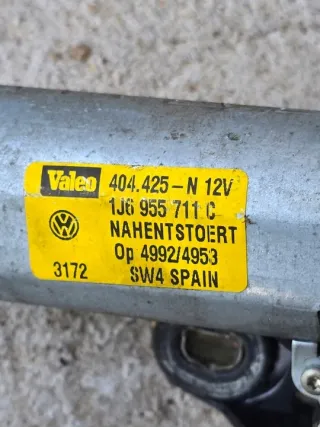 Valeo 404.425-N 12V
1J6 955 711 C
NAHENTSTOERT
Op 4992/4953
3172 SW4 SPAIN